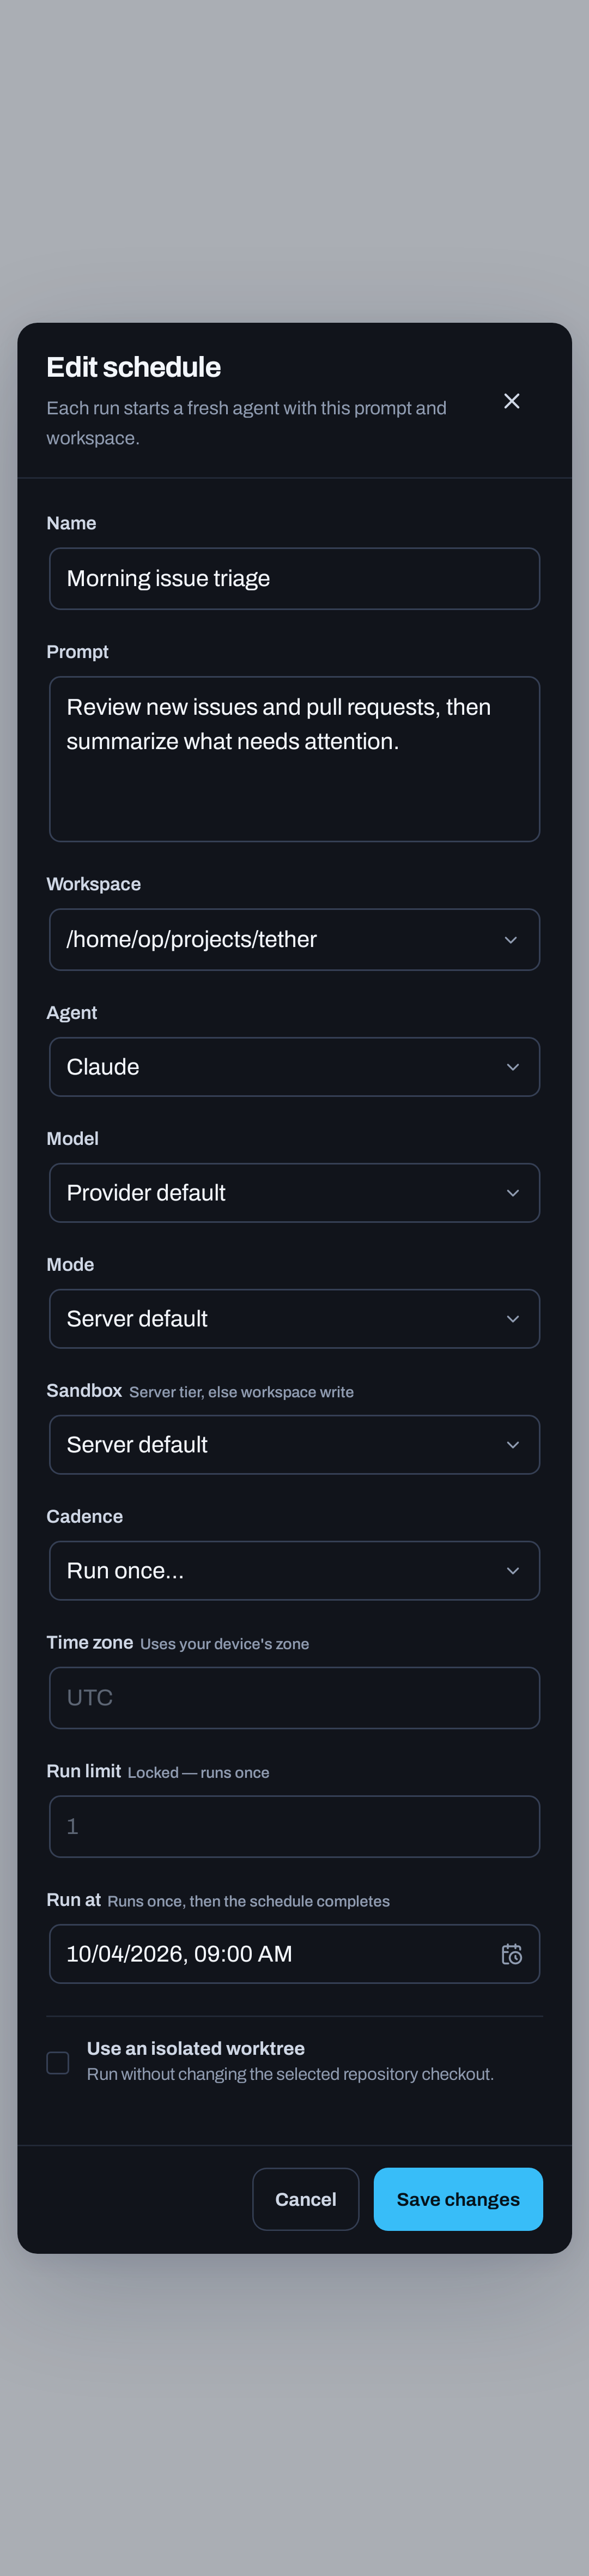 Edit schedule
Each run starts a fresh agent with this prompt and
workspace.
Name
Morning issue triage
Prompt
Review new issues and pull requests, then
summarize what needs attention.
Workspace
/home/op/projects/tether
Agent
Claude
Model
Provider default
Mode
Server default
Sandbox Server tier, else workspace write
Server default
Cadence
Run once...
Time zone Uses your device's zone
UTC
Run limit Locked — runs once
1
Run at Runs once, then the schedule completes
10/04/2026, 09:00 AM
Use an isolated worktree
Run without changing the selected repository checkout.
Cancel Save changes